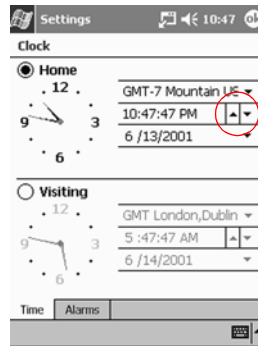 Settings 10:47 ok
Clock
Home
12
9 3
6
GMT-7 Mountain US
10:47:47 PM
6 /13/2001
Visiting
12
9 3
6
GMT London,Dublin
5 :47:47 AM
6 /14/2001
Time Alarms